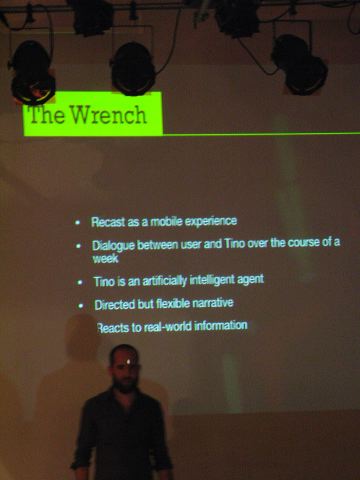 The Wrench
• Recast as a mobile experience
• Dialogue between user and Tino over the course of a
week
• Tino is an artificially intelligent agent
• Directed but flexible narrative
Reacts to real-world information